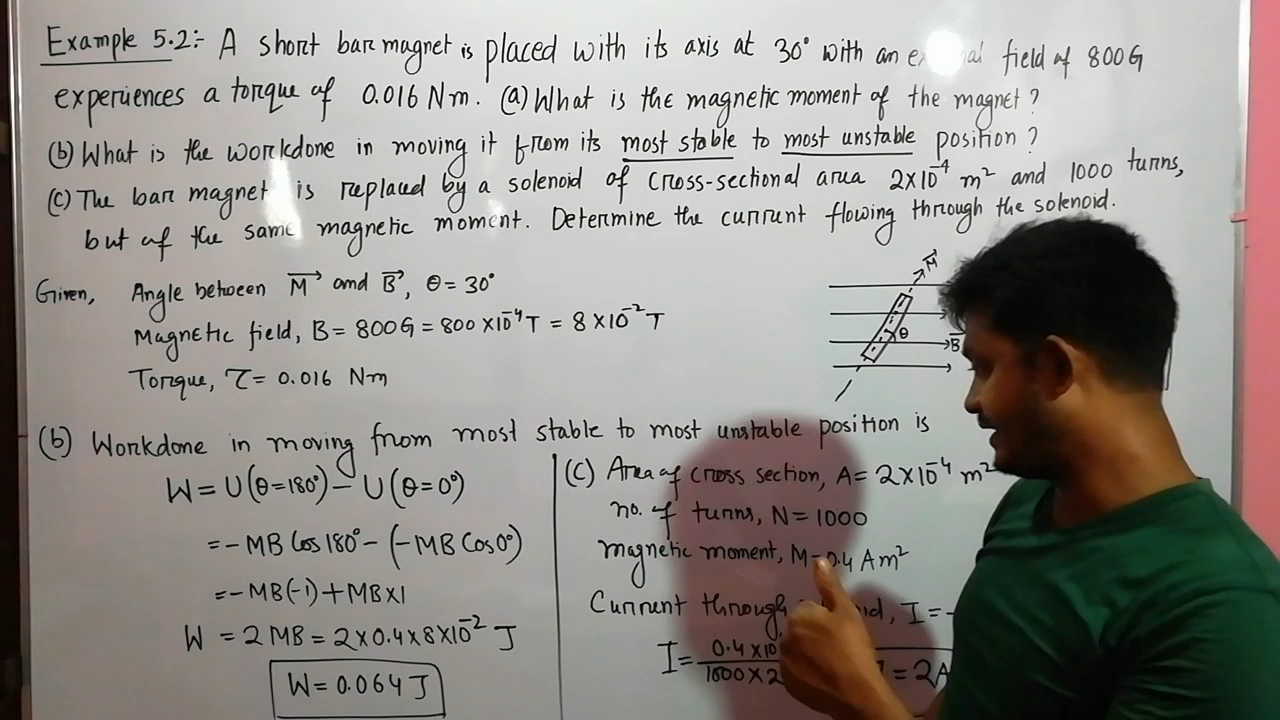 Example 5.2:- A short bar magnet is placed with its axis at 30° with an field of 800G
experiences a torque of 0.016 Nm. (a) What is the magnetic moment of the magnet?
(b) What is the workdone in moving it from its most stable to most unstable position?
(c) The bar magnet is replaced by a solenoid of cross-sectional area 2×10⁻⁴ m² and 1000 turns,
but of the same magnetic moment. Determine the current flowing through the solenoid.
Given, Angle between M⃗ and B⃗, θ = 30°
Magnetic field, B = 800G = 800 × 10⁻⁴ T = 8 × 10⁻² T
Torque, τ = 0.016 Nm
M⃗
θ
B
(b) Workdone in moving from most stable to most unstable position is
W = U(θ=180°) - U(θ=0°)
= -MB Cos 180° - (-MB Cos 0°)
= -MB(-1) + MB×1
W = 2 MB = 2×0.4×8×10⁻² J
W = 0.064 J
(C) Area of cross section, A = 2×10⁻⁴ m²
no. of turns, N = 1000
magnetic moment, M = 0.4 Am²
Current through I =
I = 0.4 × 10
1000 × 2
= 2A